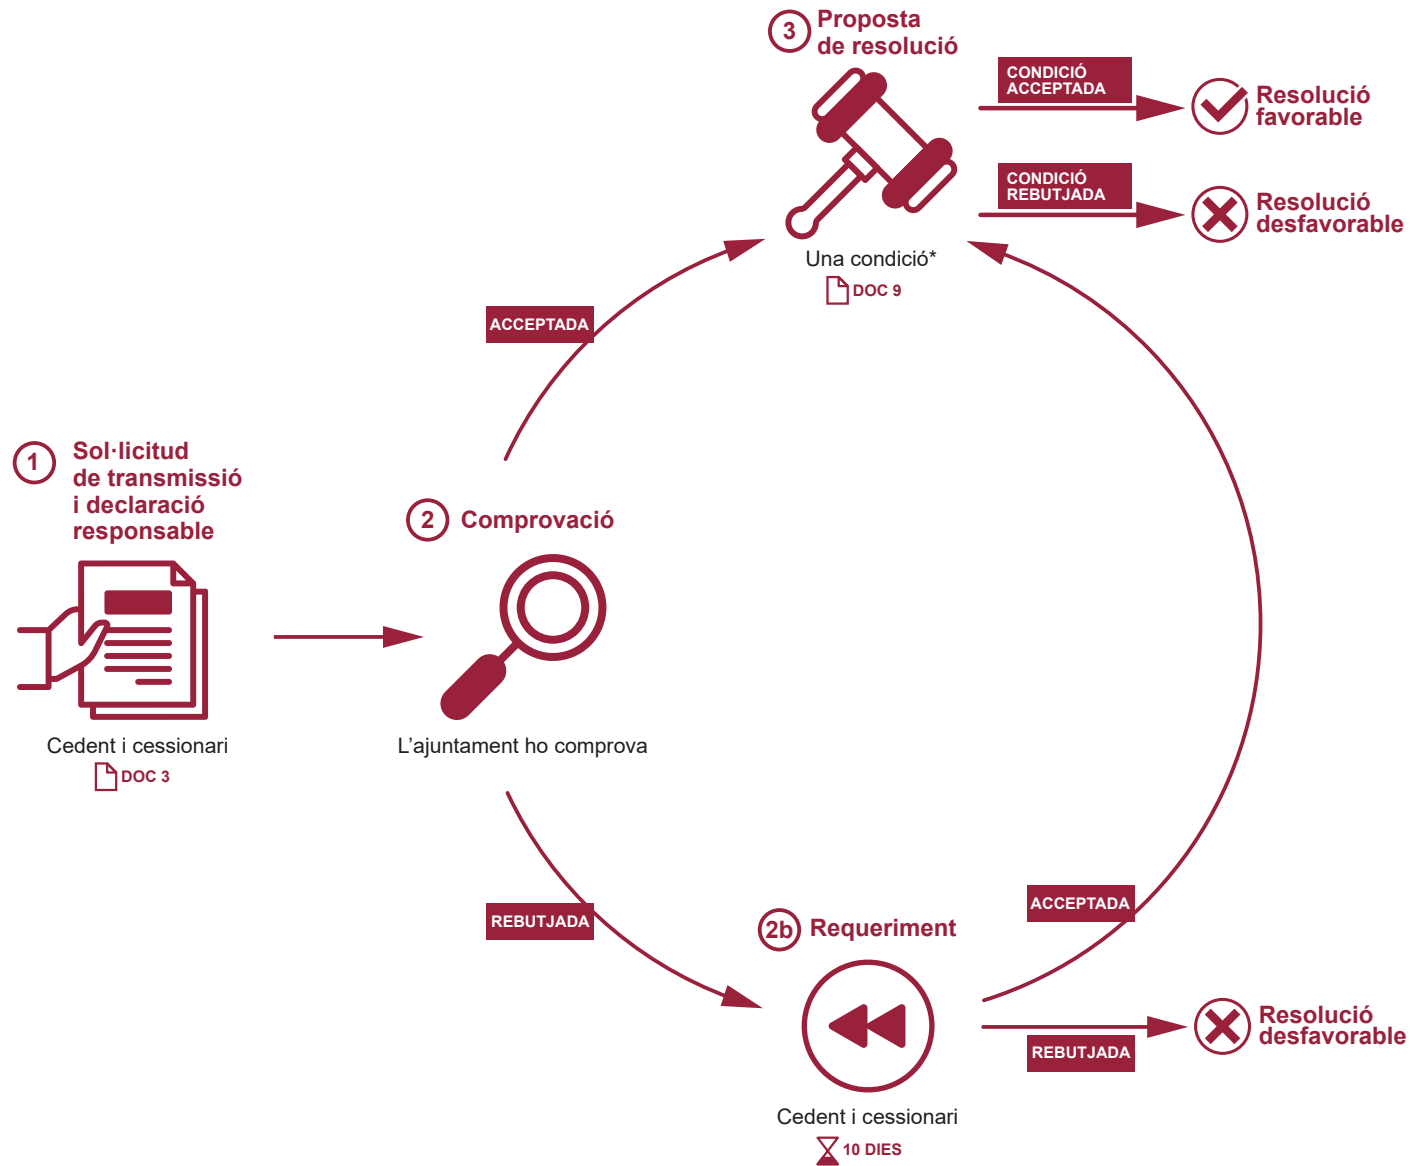 3
Proposta
de resolució
CONDICIÓ
ACCEPTADA
Resolució
favorable
CONDICIÓ
REBUTJADA
Resolució
desfavorable
Una condició*
DOC 9
ACCEPTADA
1
Sol·licitud
de transmissió
i declaració
responsable
2
Comprovació
Cedent i cessionari
DOC 3
L’ajuntament ho comprova
REBUTJADA
2b
Requeriment
ACCEPTADA
Resolució
desfavorable
REBUTJADA
Cedent i cessionari
10 DIES